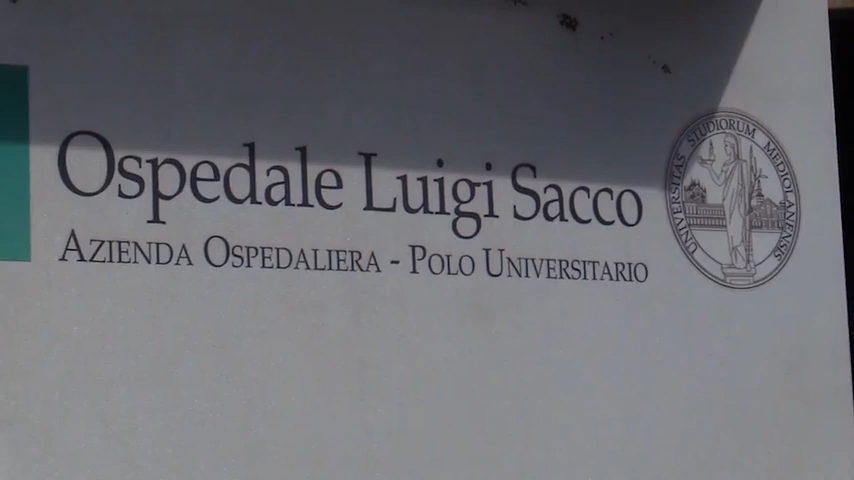 Ospedale Luigi Sacco
AZIENDA OSPEDALIERA - POLO UNIVERSITARIO
UNIVERSITAS STUDIORUM MEDIOLANENSIS